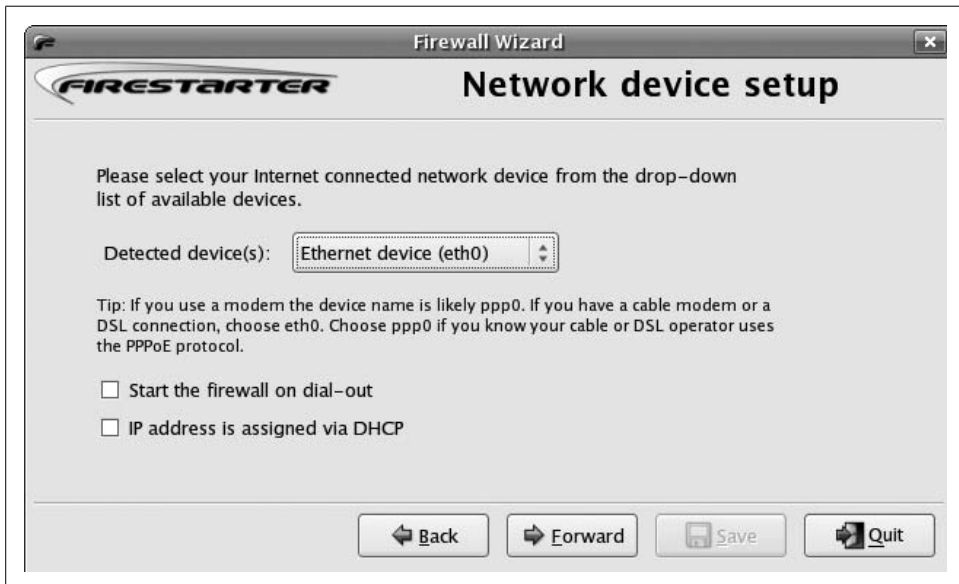 Firewall Wizard
FIRESTARTER
Network device setup
Please select your Internet connected network device from the drop-down
list of available devices.
Detected device(s): Ethernet device (eth0)
Tip: If you use a modem the device name is likely ppp0. If you have a cable modem or a
DSL connection, choose eth0. Choose ppp0 if you know your cable or DSL operator uses
the PPPoE protocol.
Start the firewall on dial-out
IP address is assigned via DHCP
Back Forward Save Quit